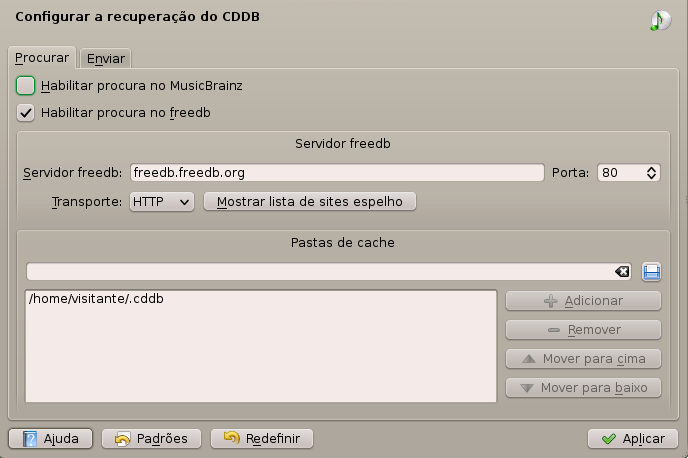 Configurar a recuperação do CDDB
Procurar Enviar
Habilitar procura no MusicBrainz
Habilitar procura no freedb
Servidor freedb
Servidor freedb: freedb.freedb.org Porta: 80
Transporte: HTTP Mostrar lista de sites espelho
Pastas de cache
/home/visitante/.cddb
Adicionar
Remover
Mover para cima
Mover para baixo
Ajuda Padrões Redefinir Aplicar